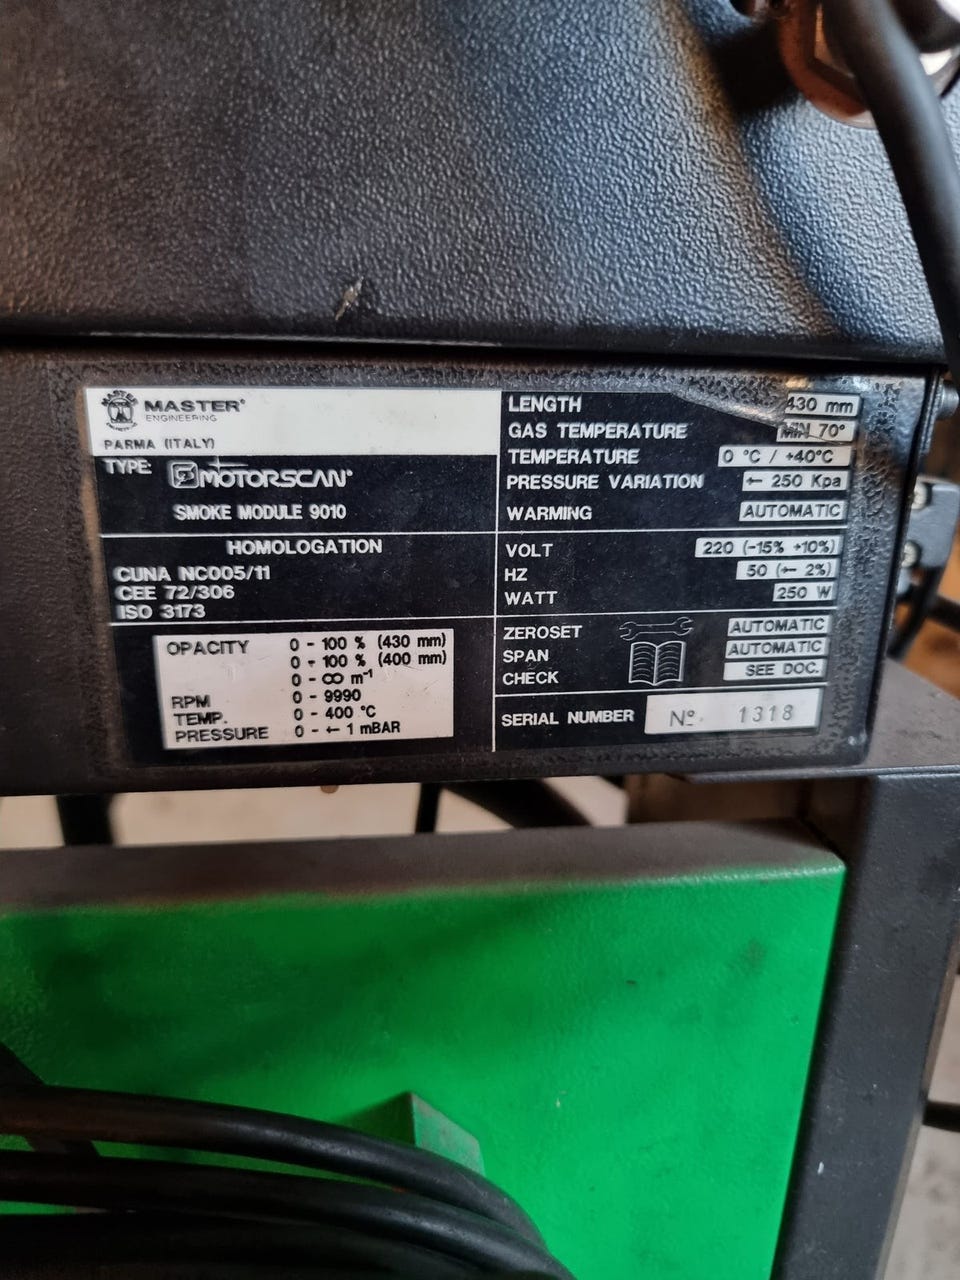 MASTER®
ENGINEERING
PARMA (ITALY)
TYPE: MOTORSCAN®
SMOKE MODULE 9010
HOMOLOGATION
CUNA NC005/11
CEE 72/306
ISO 3173
OPACITY 0 - 100 % (430 mm)
0 - 100 % (400 mm)
0 - ∞ m⁻¹
RPM 0 - 9990
TEMP. 0 - 400 °C
PRESSURE 0 - +- 1 mBAR
LENGTH 430 mm
GAS TEMPERATURE MIN 70°
TEMPERATURE 0 °C / +40°C
PRESSURE VARIATION +- 250 Kpa
WARMING AUTOMATIC
VOLT 220 (-15% +10%)
HZ 50 (+- 2%)
WATT 250 W
ZEROSET AUTOMATIC
SPAN AUTOMATIC
CHECK SEE DOC.
SERIAL NUMBER Nº. 1318